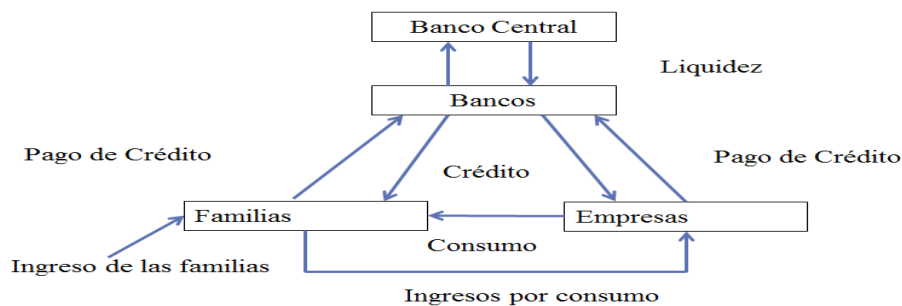 Banco Central
Liquidez
Bancos
Pago de Crédito
Pago de Crédito
Crédito
Familias
Empresas
Consumo
Ingreso de las familias
Ingresos por consumo